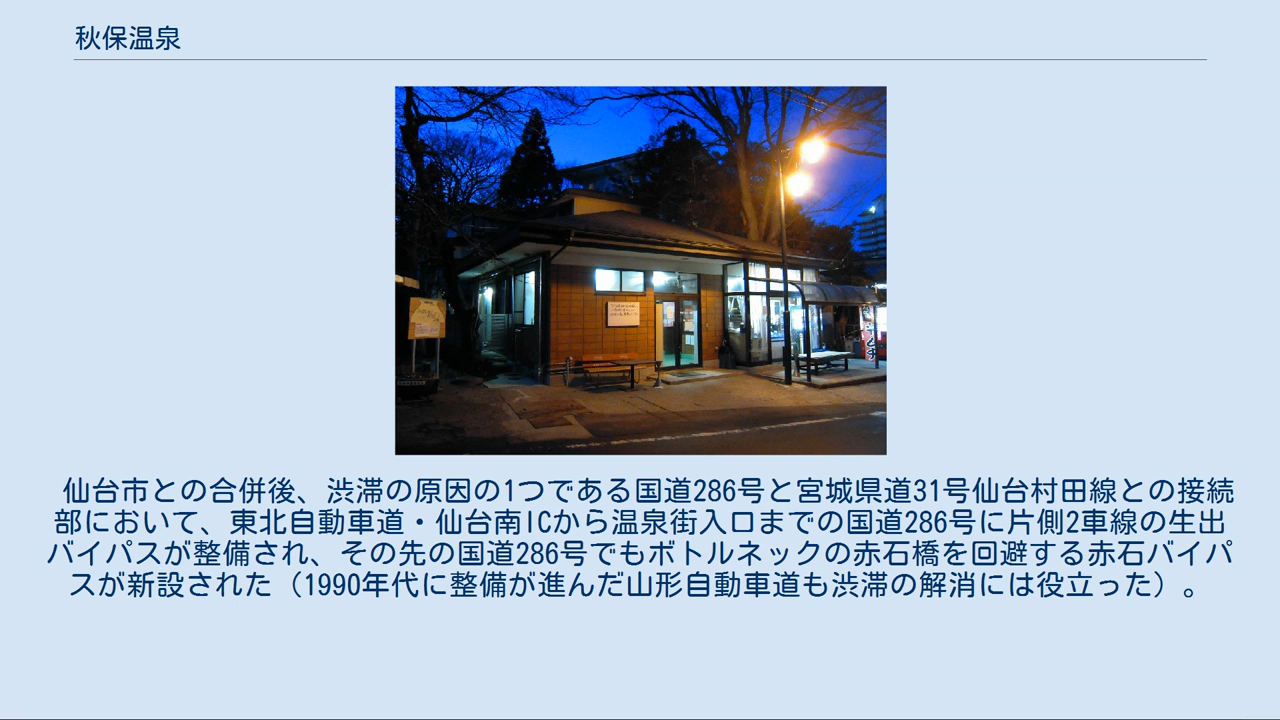 秋保温泉
仙台市との合併後、渋滞の原因の1つである国道286号と宮城県道31号仙台村田線との接続
部において、東北自動車道・仙台南ICから温泉街入口までの国道286号に片側2車線の生出
バイパスが整備され、その先の国道286号でもボトルネックの赤石橋を回避する赤石バイパ
スが新設された（1990年代に整備が進んだ山形自動車道も渋滞の解消には役立った）。